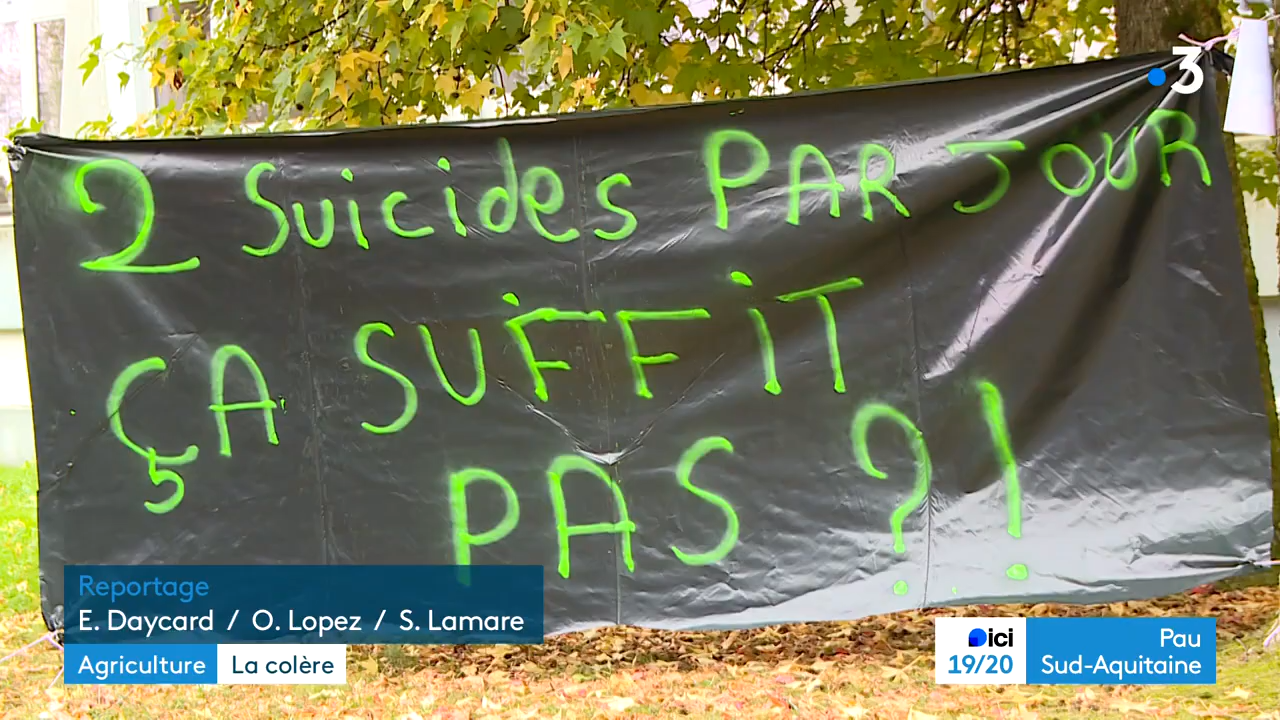 3
2 Suicides PAR JOUR
ÇA SUFFIT
PAS ?!
Reportage
E. Daycard / O. Lopez / S. Lamare
Agriculture La colère
ici
19/20
Pau
Sud-Aquitaine